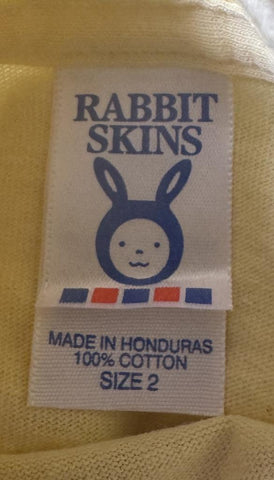 RABBIT
SKINS
MADE IN HONDURAS
100% COTTON
SIZE 2